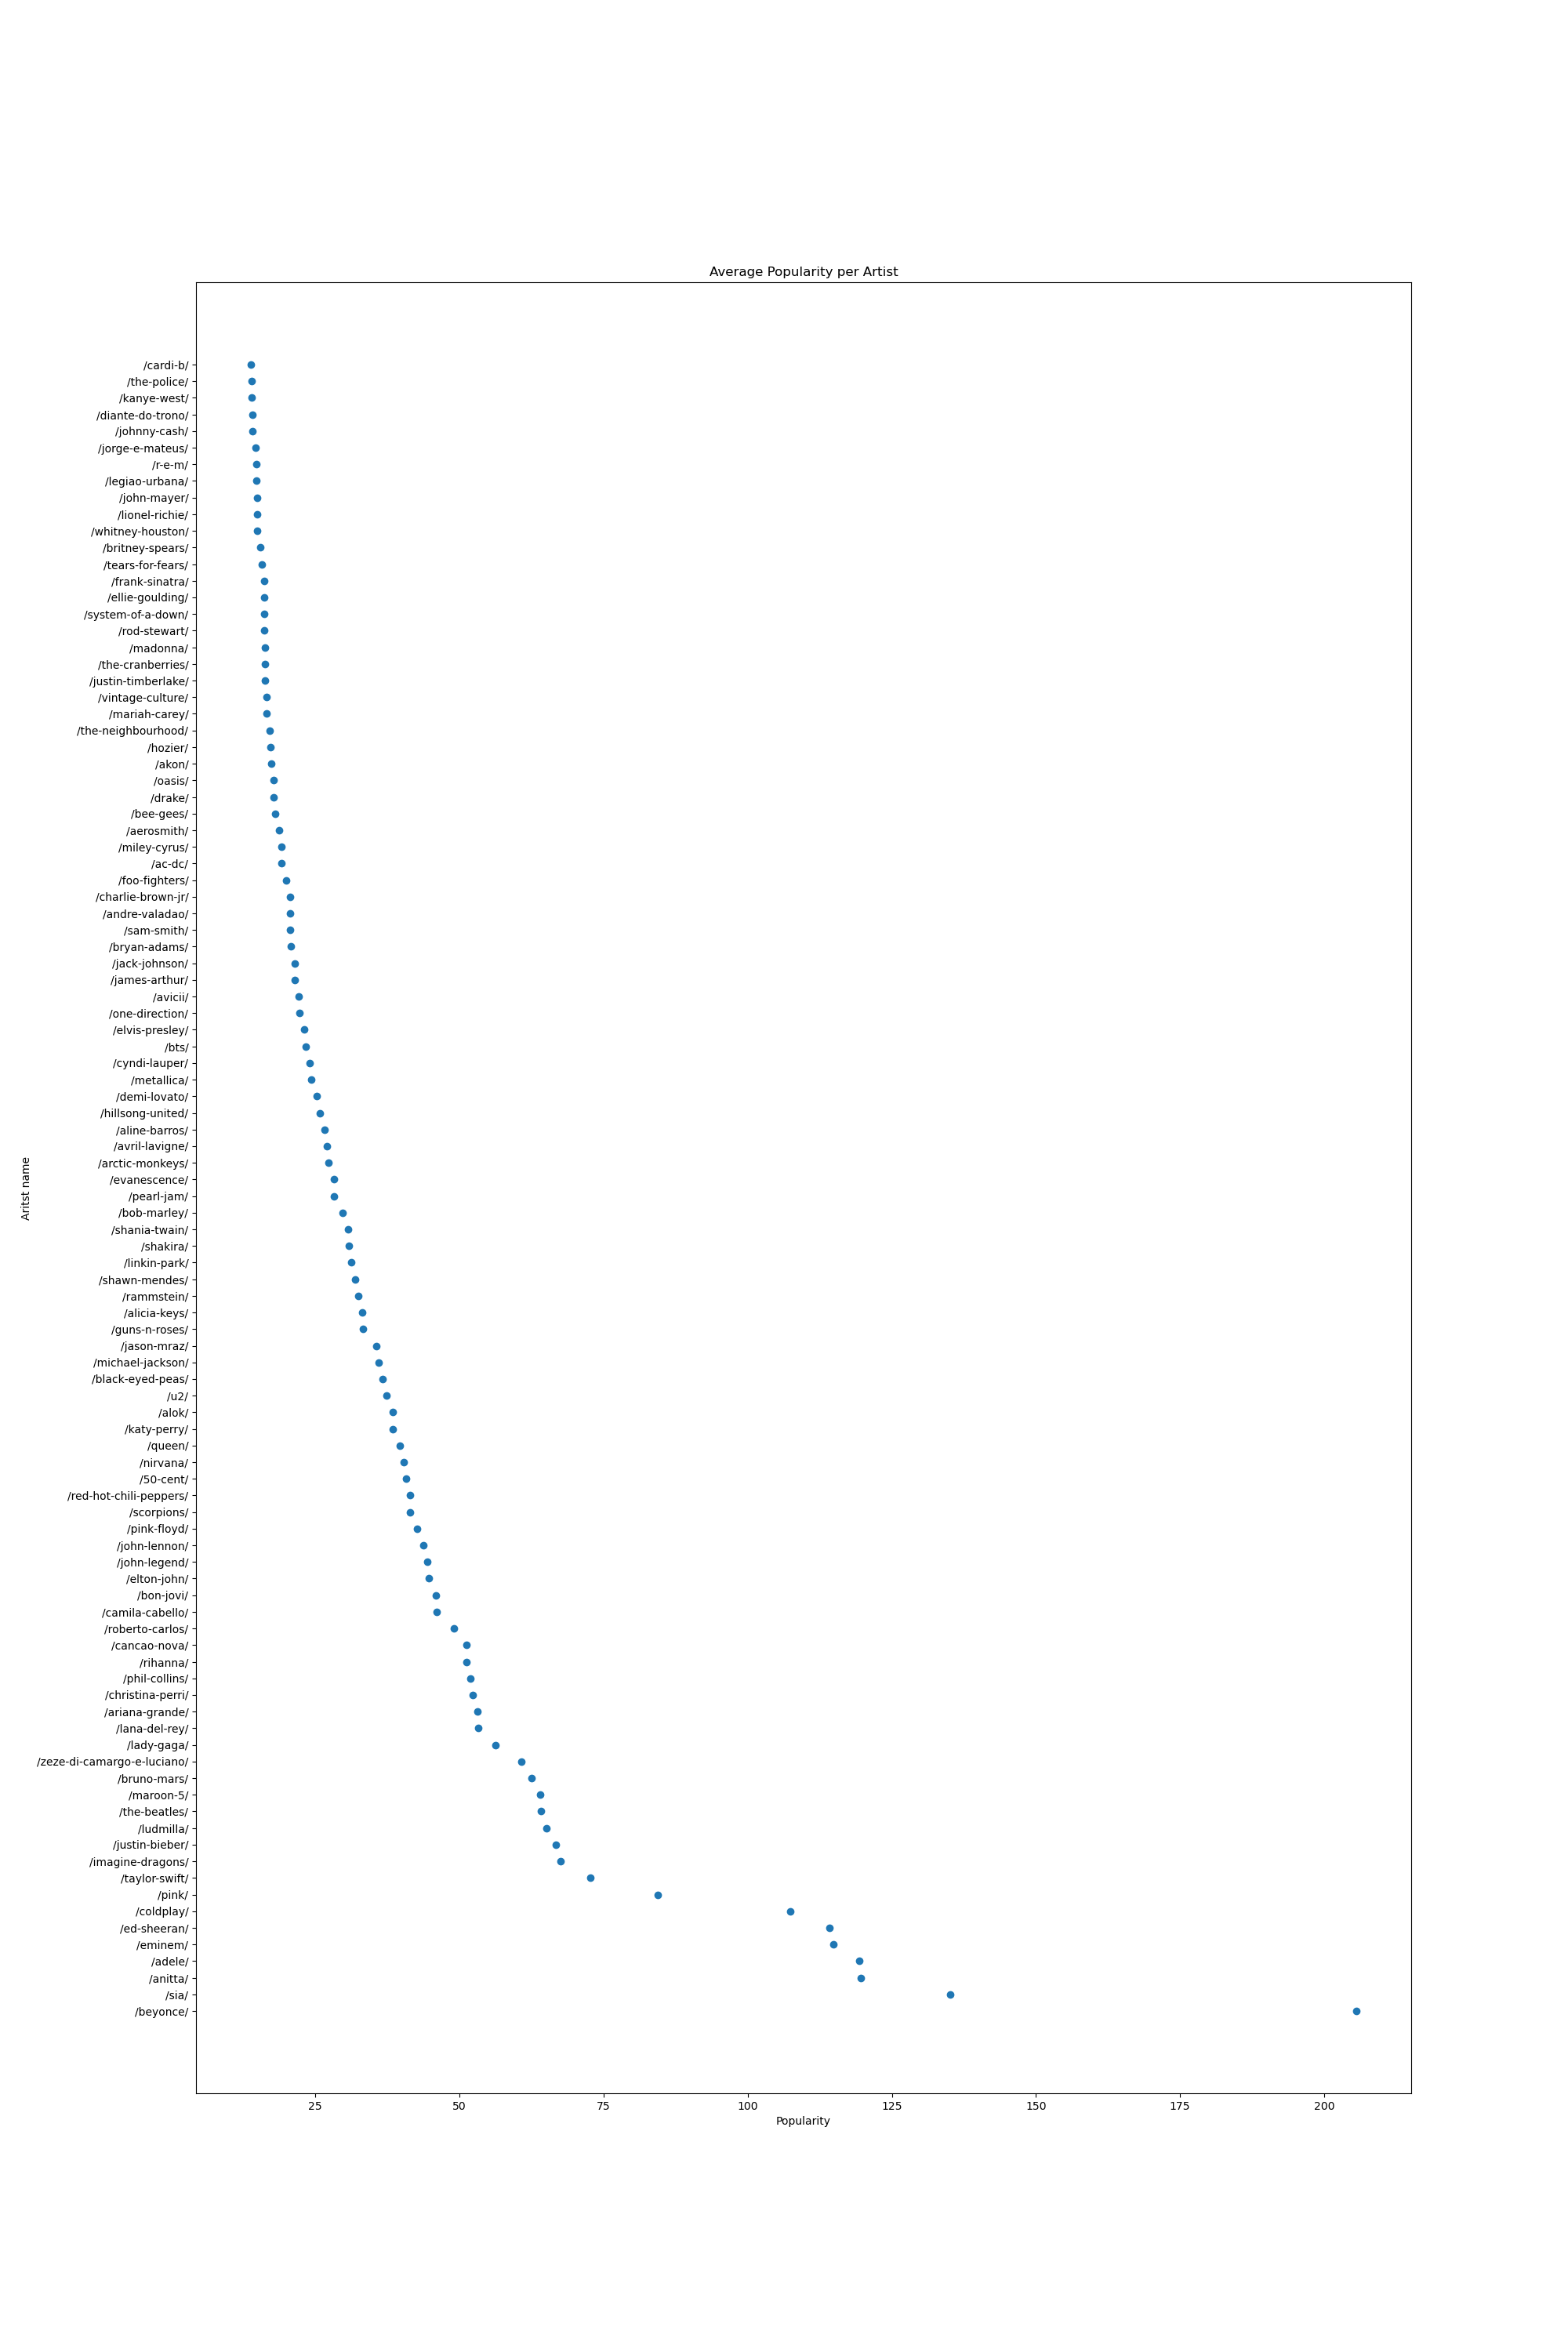 Average Popularity per Artist
/cardi-b/
/the-police/
/kanye-west/
/diante-do-trono/
/johnny-cash/
/jorge-e-mateus/
/r-e-m/
/legiao-urbana/
/john-mayer/
/lionel-richie/
/whitney-houston/
/britney-spears/
/tears-for-fears/
/frank-sinatra/
/ellie-goulding/
/system-of-a-down/
/rod-stewart/
/madonna/
/the-cranberries/
/justin-timberlake/
/vintage-culture/
/mariah-carey/
/the-neighbourhood/
/hozier/
/akon/
/oasis/
/drake/
/bee-gees/
/aerosmith/
/miley-cyrus/
/ac-dc/
/foo-fighters/
/charlie-brown-jr/
/andre-valadao/
/sam-smith/
/bryan-adams/
/jack-johnson/
/james-arthur/
/avicii/
/one-direction/
/elvis-presley/
/bts/
/cyndi-lauper/
/metallica/
/demi-lovato/
/hillsong-united/
/aline-barros/
/avril-lavigne/
/arctic-monkeys/
/evanescence/
/pearl-jam/
/bob-marley/
/shania-twain/
/shakira/
/linkin-park/
/shawn-mendes/
/rammstein/
/alicia-keys/
/guns-n-roses/
/jason-mraz/
/michael-jackson/
/black-eyed-peas/
/u2/
/alok/
/katy-perry/
/queen/
/nirvana/
/50-cent/
/red-hot-chili-peppers/
/scorpions/
/pink-floyd/
/john-lennon/
/john-legend/
/elton-john/
/bon-jovi/
/camila-cabello/
/roberto-carlos/
/cancao-nova/
/rihanna/
/phil-collins/
/christina-perri/
/ariana-grande/
/lana-del-rey/
/lady-gaga/
/zeze-di-camargo-e-luciano/
/bruno-mars/
/maroon-5/
/the-beatles/
/ludmilla/
/justin-bieber/
/imagine-dragons/
/taylor-swift/
/pink/
/coldplay/
/ed-sheeran/
/eminem/
/adele/
/anitta/
/sia/
/beyonce/
Aritst name
25 50 75 100 125 150 175 200
Popularity